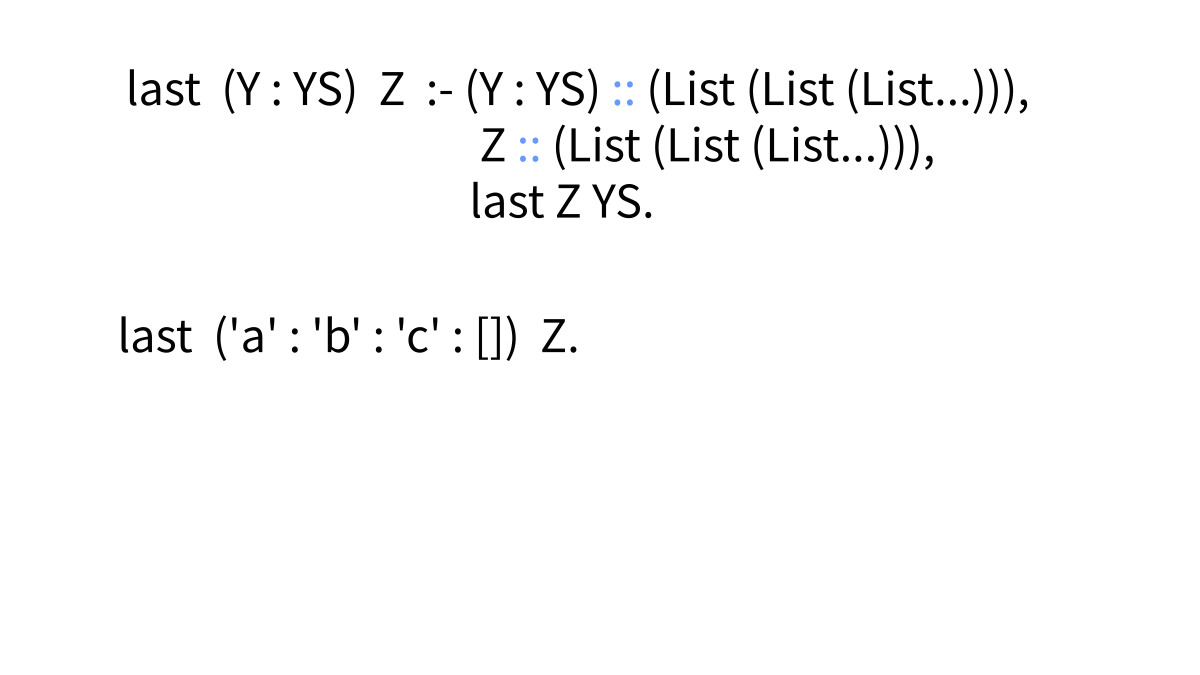 last (Y : YS) Z :- (Y : YS) :: (List (List (List...))),
Z :: (List (List (List...))),
last Z YS.
last ('a' : 'b' : 'c' : []) Z.